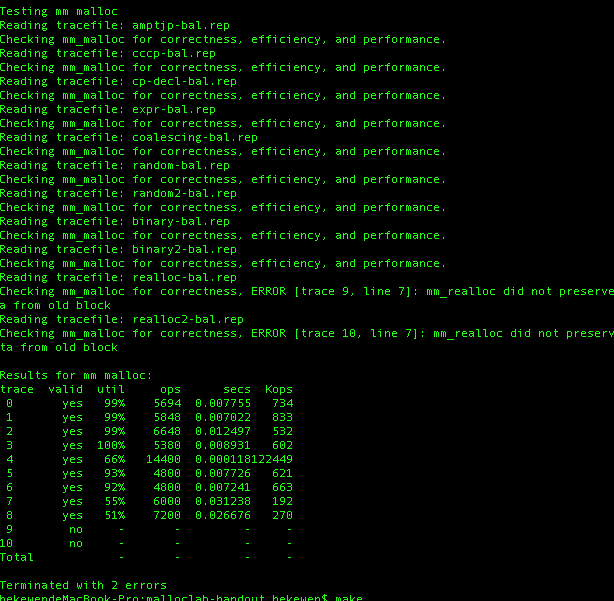 Testing mm malloc
Reading tracefile: amptjp-bal.rep
Checking mm_malloc for correctness, efficiency, and performance.
Reading tracefile: cccp-bal.rep
Checking mm_malloc for correctness, efficiency, and performance.
Reading tracefile: cp-decl-bal.rep
Checking mm_malloc for correctness, efficiency, and performance.
Reading tracefile: expr-bal.rep
Checking mm_malloc for correctness, efficiency, and performance.
Reading tracefile: coalescing-bal.rep
Checking mm_malloc for correctness, efficiency, and performance.
Reading tracefile: random-bal.rep
Checking mm_malloc for correctness, efficiency, and performance.
Reading tracefile: random2-bal.rep
Checking mm_malloc for correctness, efficiency, and performance.
Reading tracefile: binary-bal.rep
Checking mm_malloc for correctness, efficiency, and performance.
Reading tracefile: binary2-bal.rep
Checking mm_malloc for correctness, efficiency, and performance.
Reading tracefile: realloc-bal.rep
Checking mm_malloc for correctness, ERROR [trace 9, line 7]: mm_realloc did not preserve
a from old block
Reading tracefile: realloc2-bal.rep
Checking mm_malloc for correctness, ERROR [trace 10, line 7]: mm_realloc did not preserv
ta from old block
Results for mm malloc:
trace  valid  util     ops      secs  Kops
 0       yes   99%    5694  0.007755   734
 1       yes   99%    5848  0.007022   833
 2       yes   99%    6648  0.012497   532
 3       yes  100%    5380  0.008931   602
 4       yes   66%   14400  0.000118122449
 5       yes   93%    4800  0.007726   621
 6       yes   92%    4800  0.007241   663
 7       yes   55%    6000  0.031238   192
 8       yes   51%    7200  0.026676   270
 9        no     -       -         -     -
10        no     -       -         -     -
Total            -       -         -     -
Terminated with 2 errors
hekewendeMacBook-Pro:malloclab-handout hekewen$ make